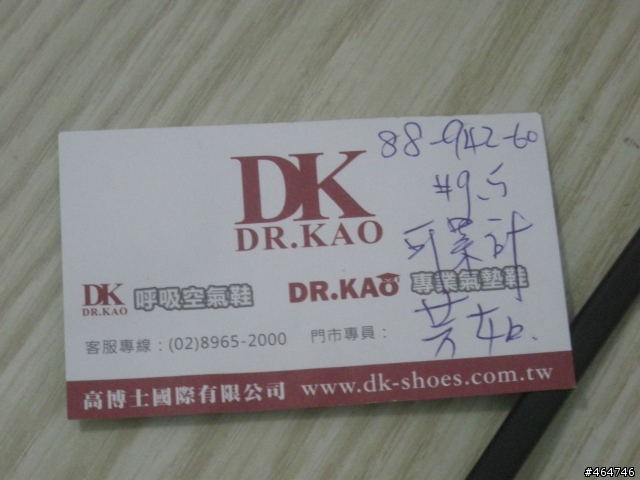 88-942-60
DK
DR.KAO
DK
DR.KAO
呼吸空氣鞋
DR.KAO 專業氣墊鞋
客服專線：(02)8965-2000
門市專員：
高博士國際有限公司 www.dk-shoes.com.tw
#464746